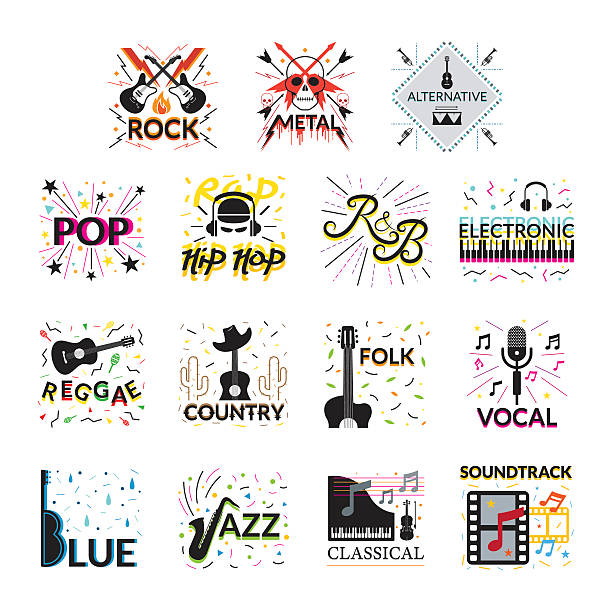 ROCK
METAL
ALTERNATIVE
POP
RAP
HIP HOP
R&B
ELECTRONIC
REGGAE
COUNTRY
FOLK
VOCAL
BLUE
JAZZ
CLASSICAL
SOUNDTRACK